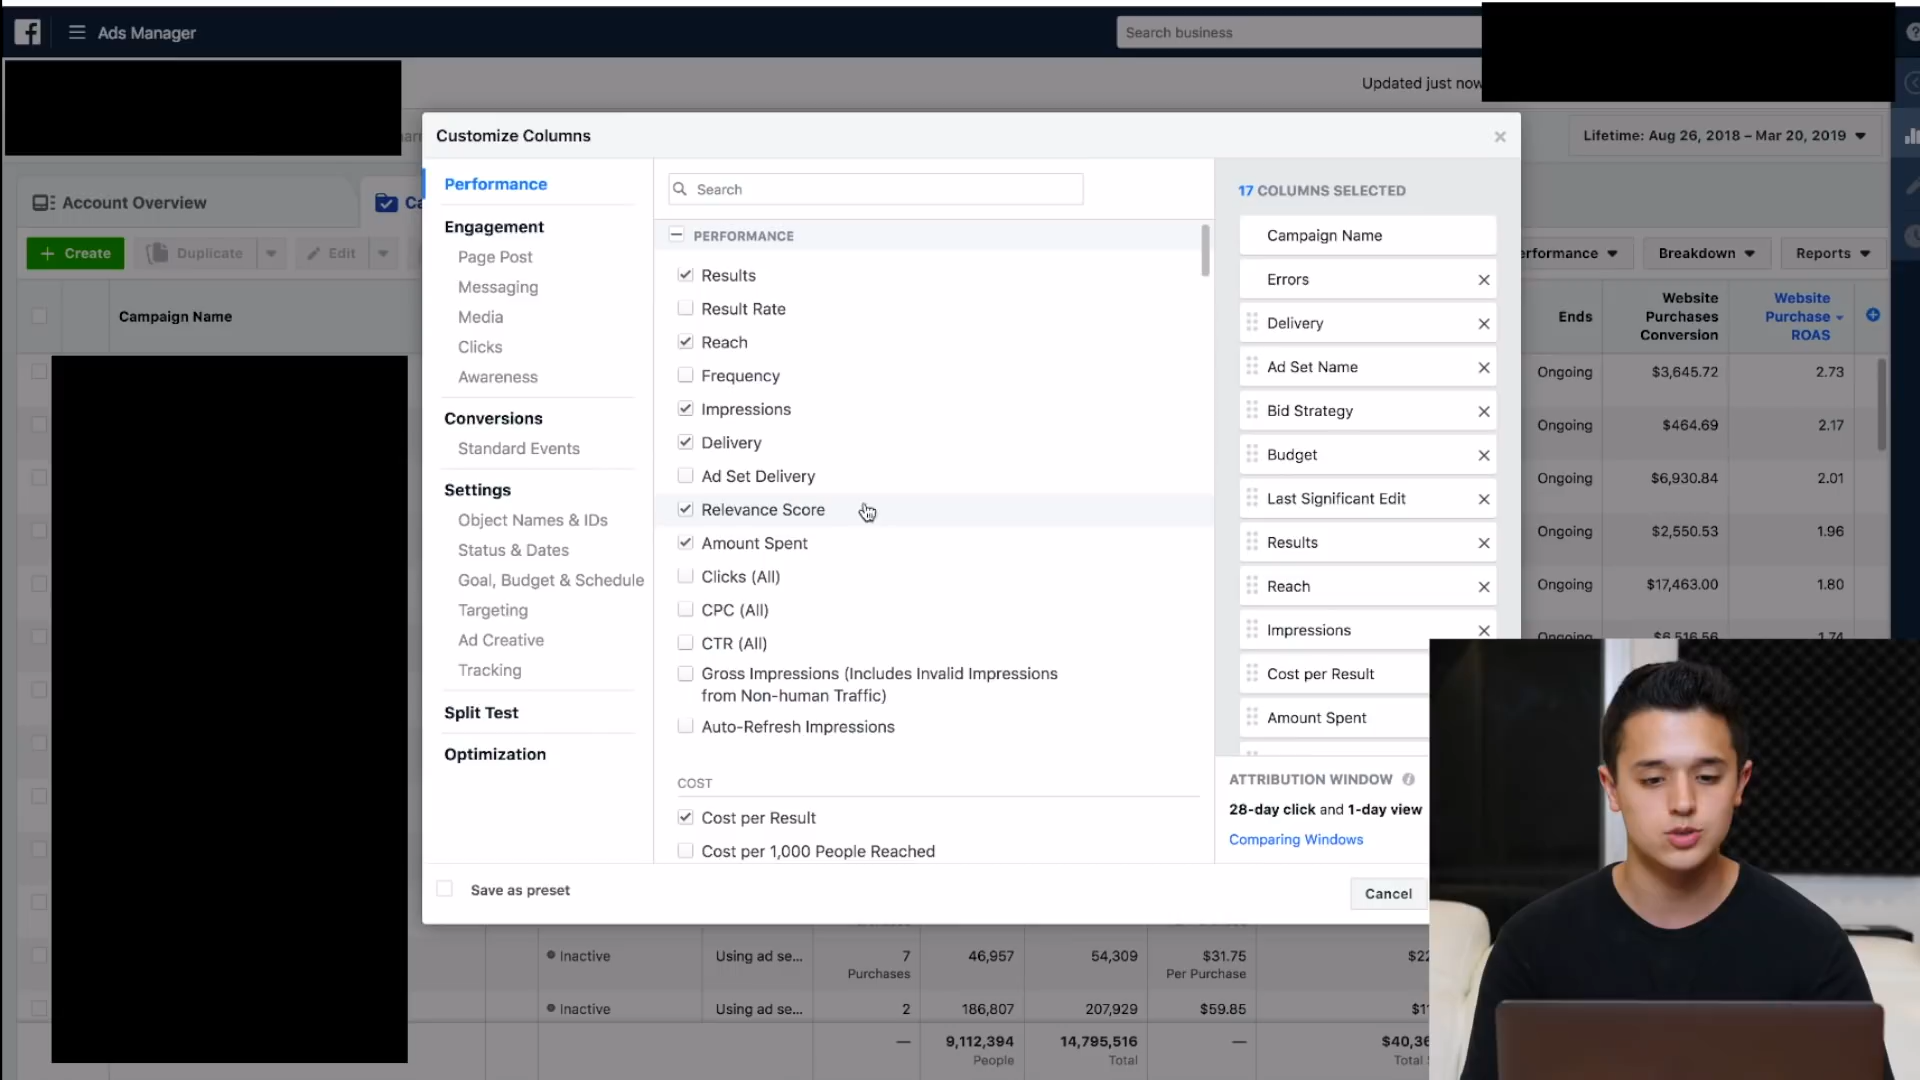 Ads Manager
Search business
Updated just now
Customize Columns
Lifetime: Aug 26, 2018 – Mar 20, 2019
Account Overview
Create
Duplicate
Edit
Breakdown
Reports
Campaign Name
Ends
Website Purchases Conversion
Website Purchase ROAS
Performance
Engagement
Page Post
Messaging
Media
Clicks
Awareness
Conversions
Standard Events
Settings
Object Names & IDs
Status & Dates
Goal, Budget & Schedule
Targeting
Ad Creative
Tracking
Split Test
Optimization
Search
PERFORMANCE
Results
Result Rate
Reach
Frequency
Impressions
Delivery
Ad Set Delivery
Relevance Score
Amount Spent
Clicks (All)
CPC (All)
CTR (All)
Gross Impressions (Includes Invalid Impressions
from Non-human Traffic)
Auto-Refresh Impressions
COST
Cost per Result
Cost per 1,000 People Reached
17 COLUMNS SELECTED
Campaign Name
Errors
Delivery
Ad Set Name
Bid Strategy
Budget
Last Significant Edit
Results
Reach
Impressions
Cost per Result
Amount Spent
ATTRIBUTION WINDOW
28-day click and 1-day view
Comparing Windows
Save as preset
Cancel
Ongoing $3,645.72 2.73
Ongoing $464.69 2.17
Ongoing $6,930.84 2.01
Ongoing $2,550.53 1.96
Ongoing $17,463.00 1.80
Ongoing $6,516.56 1.74
Inactive Using ad se... 7 46,957 54,309 $31.75
Purchases Per Purchase
Inactive Using ad se... 2 186,807 207,929 $59.85
— 9,112,394 14,795,516 —
People Total Total